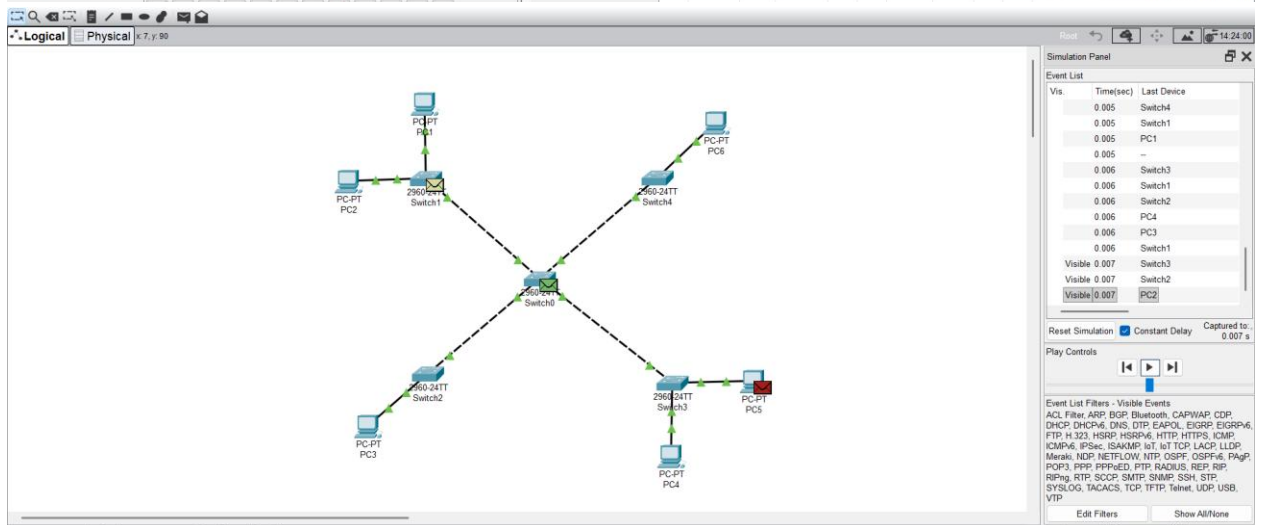 Logical Physical x: 7, y: 90
Root 14:24:00
PC-PT
PC1
PC-PT
PC2
2960-24TT
Switch1
PC-PT
PC6
2960-24TT
Switch4
2960-24TT
Switch0
2960-24TT
Switch2
PC-PT
PC3
2960-24TT
Switch3
PC-PT
PC5
PC-PT
PC4
Simulation Panel
Event List
Vis. Time(sec) Last Device
0.005 Switch4
0.005 Switch1
0.005 PC1
0.005 --
0.006 Switch3
0.006 Switch1
0.006 Switch2
0.006 PC4
0.006 PC3
0.006 Switch1
Visible 0.007 Switch3
Visible 0.007 Switch2
Visible 0.007 PC2
Reset Simulation Constant Delay Captured to:
0.007 s
Play Controls
Event List Filters - Visible Events
ACL Filter, ARP, BGP, Bluetooth, CAPWAP, CDP,
DHCP, DHCPv6, DNS, DTP, EAPOL, EIGRP, EIGRPv6,
FTP, H.323, HSRP, HSRPv6, HTTP, HTTPS, ICMP,
ICMPv6, IPSec, ISAKMP, IoT, IoT TCP, LACP, LLDP,
Meraki, NDP, NETFLOW, NTP, OSPF, OSPFv6, PAgP,
POP3, PPP, PPPoED, PTP, RADIUS, REP, RIP,
RIPng, RTP, SCCP, SMTP, SNMP, SSH, STP,
SYSLOG, TACACS, TCP, TFTP, Telnet, UDP, USB,
VTP
Edit Filters Show All/None